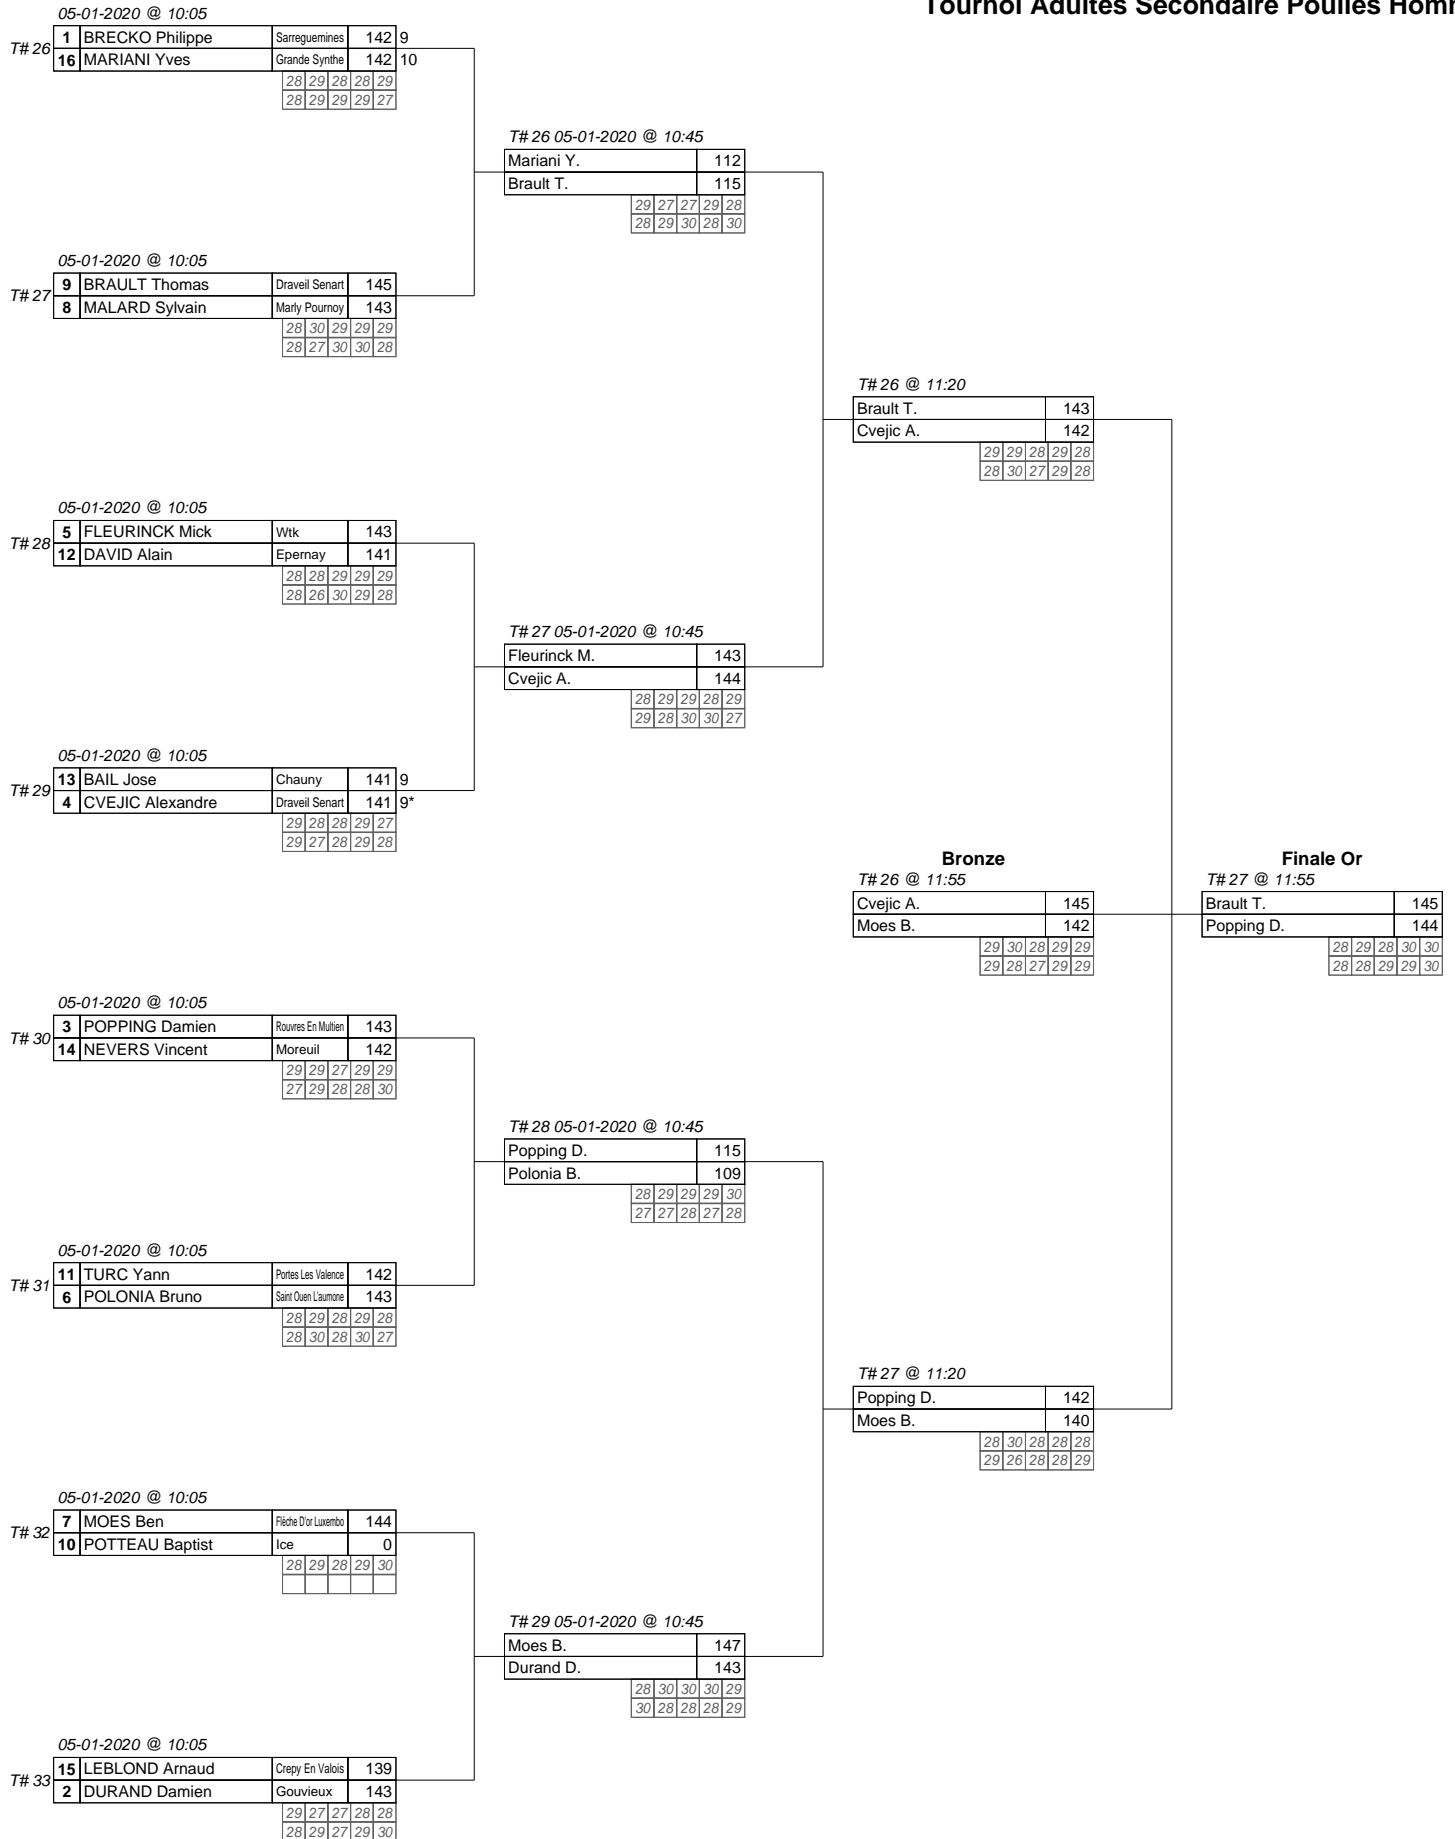 Tournoi Adultes Secondaire Poulies Hom
05-01-2020 @ 10:05
T# 26
1 BRECKO Philippe Sarreguemines 142 9
16 MARIANI Yves Grande Synthe 142 10
28 29 28 28 29
28 29 29 29 27
T# 26 05-01-2020 @ 10:45
Mariani Y. 112
Brault T. 115
29 27 27 29 28
28 29 30 28 30
05-01-2020 @ 10:05
T# 27
9 BRAULT Thomas Draveil Senart 145
8 MALARD Sylvain Marly Pournoy 143
28 30 29 29 29
28 27 30 30 28
T# 26 @ 11:20
Brault T. 143
Cvejic A. 142
29 29 28 29 28
28 30 27 29 28
05-01-2020 @ 10:05
T# 28
5 FLEURINCK Mick Wtk 143
12 DAVID Alain Epernay 141
28 28 29 29 29
28 26 30 29 28
T# 27 05-01-2020 @ 10:45
Fleurinck M. 143
Cvejic A. 144
28 29 29 28 29
29 28 30 30 27
05-01-2020 @ 10:05
T# 29
13 BAIL Jose Chauny 141 9
4 CVEJIC Alexandre Draveil Senart 141 9*
29 28 28 29 27
29 27 28 29 28
Bronze
T# 26 @ 11:55
Cvejic A. 145
Moes B. 142
29 30 28 29 29
29 28 27 29 29
Finale Or
T# 27 @ 11:55
Brault T. 145
Popping D. 144
28 29 28 30 30
28 28 29 29 30
05-01-2020 @ 10:05
T# 30
3 POPPING Damien Rouvres En Multien 143
14 NEVERS Vincent Moreuil 142
29 29 27 29 29
27 29 28 28 30
T# 28 05-01-2020 @ 10:45
Popping D. 115
Polonia B. 109
28 29 29 29 30
27 27 28 27 28
05-01-2020 @ 10:05
T# 31
11 TURC Yann Portes Les Valence 142
6 POLONIA Bruno Saint Ouen L'aumone 143
28 29 28 29 28
28 30 28 30 27
T# 27 @ 11:20
Popping D. 142
Moes B. 140
28 30 28 28 28
29 26 28 28 29
05-01-2020 @ 10:05
T# 32
7 MOES Ben Flèche D'or Luxembo 144
10 POTTEAU Baptist Ice 0
28 29 28 29 30
T# 29 05-01-2020 @ 10:45
Moes B. 147
Durand D. 143
28 30 30 30 29
30 28 28 28 29
05-01-2020 @ 10:05
T# 33
15 LEBLOND Arnaud Crepy En Valois 139
2 DURAND Damien Gouvieux 143
29 27 27 28 28
28 29 27 29 30